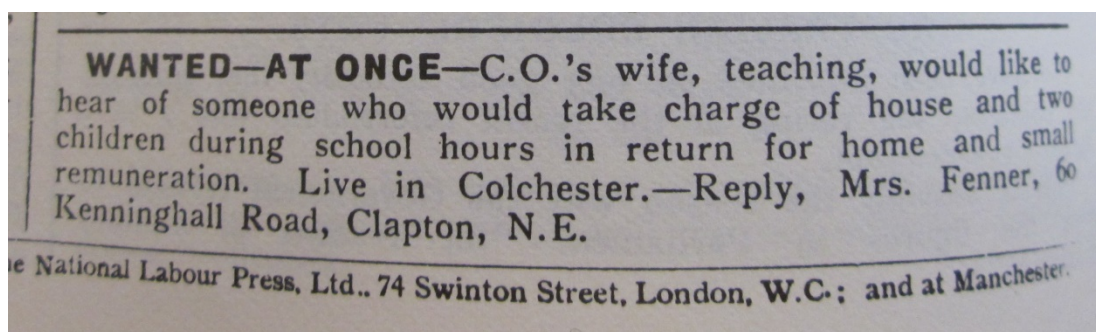 WANTED—AT ONCE—C.O.'s wife, teaching, would like to
hear of someone who would take charge of house and two
children during school hours in return for home and small
remuneration. Live in Colchester.—Reply, Mrs. Fenner, 60
Kenninghall Road, Clapton, N.E.
National Labour Press, Ltd., 74 Swinton Street, London, W.C.; and at Manchester.